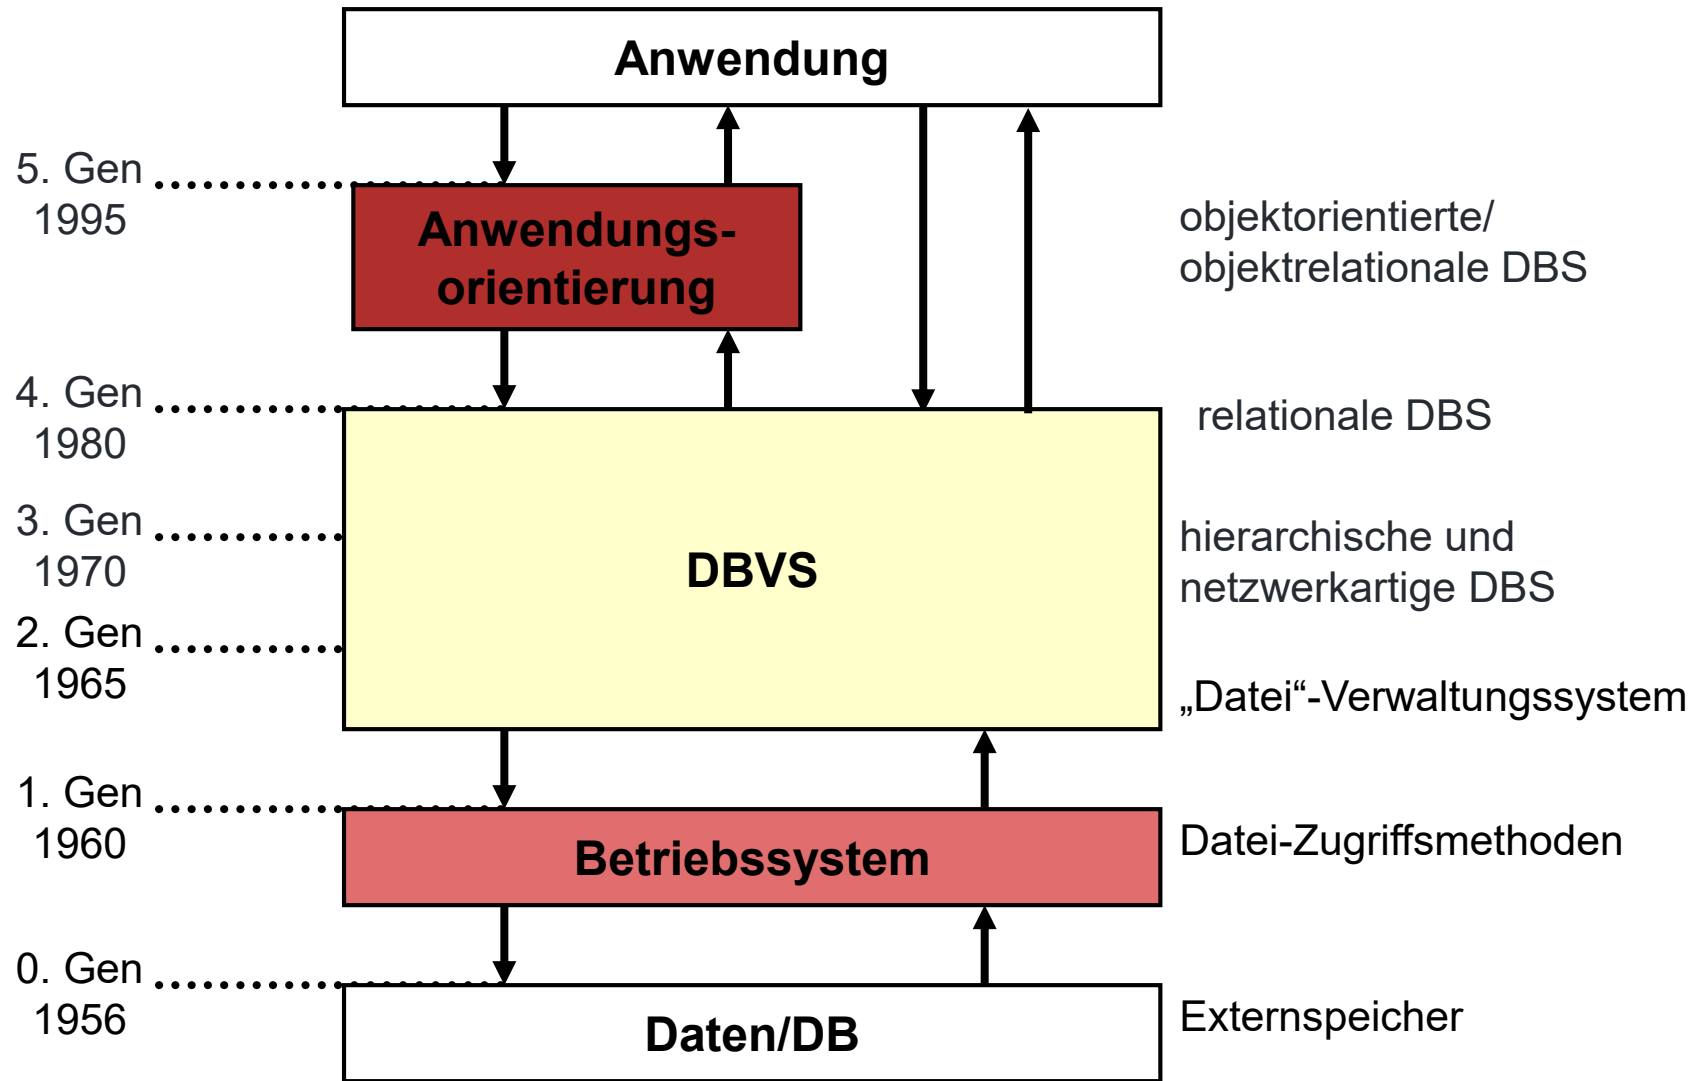 Anwendung
5. Gen
1995
Anwendungs-
orientierung
objektorientierte/
objektrelationale DBS
4. Gen
1980
relationale DBS
3. Gen
1970
DBVS
hierarchische und
netzwerkartige DBS
2. Gen
1965
„Datei“-Verwaltungssystem
1. Gen
1960
Betriebssystem
Datei-Zugriffsmethoden
0. Gen
1956
Daten/DB
Externspeicher